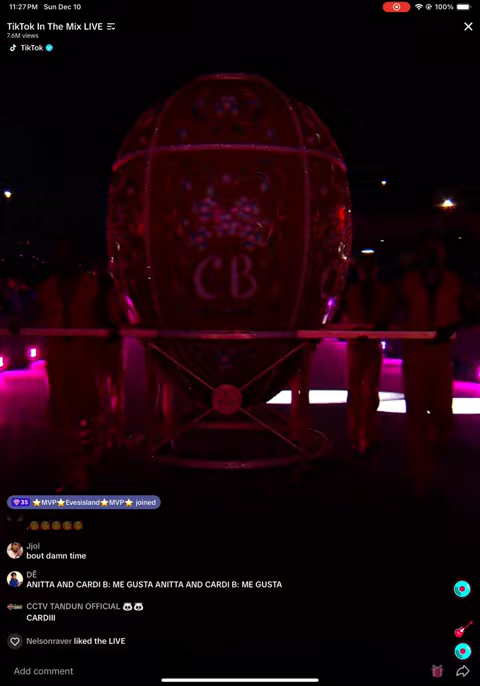 11:27 PM Sun Dec 10
100%
TikTok In The Mix LIVE
7.6M views
TikTok
CB
35 ⭐MVP⭐Evesisland⭐MVP⭐ joined
Jjol
bout damn time
DĒ
ANITTA AND CARDI B: ME GUSTA ANITTA AND CARDI B: ME GUSTA
CCTV TANDUN OFFICIAL 🐼🐼
CARDIII
Nelsonraver liked the LIVE
Add comment